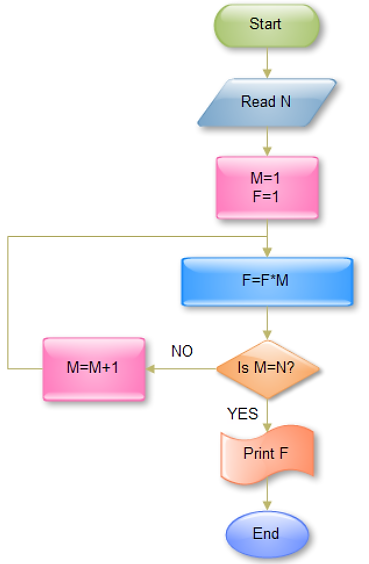 Start
Read N
M=1
F=1
F=F*M
Is M=N?
NO
M=M+1
YES
Print F
End